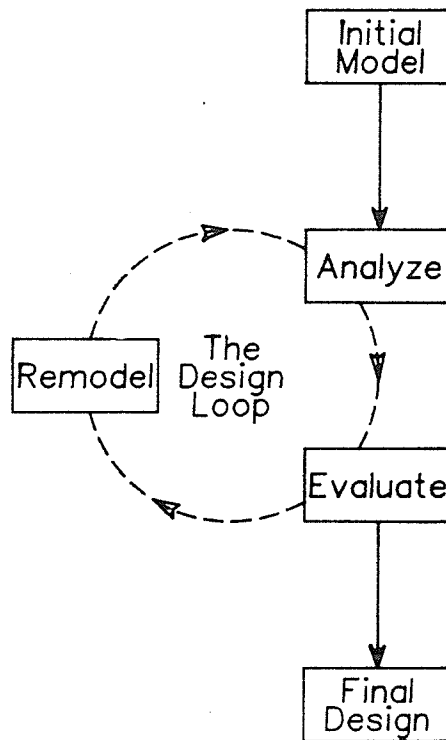 Initial
Model
Analyze
The
Design
Loop
Remodel
Evaluate
Final
Design